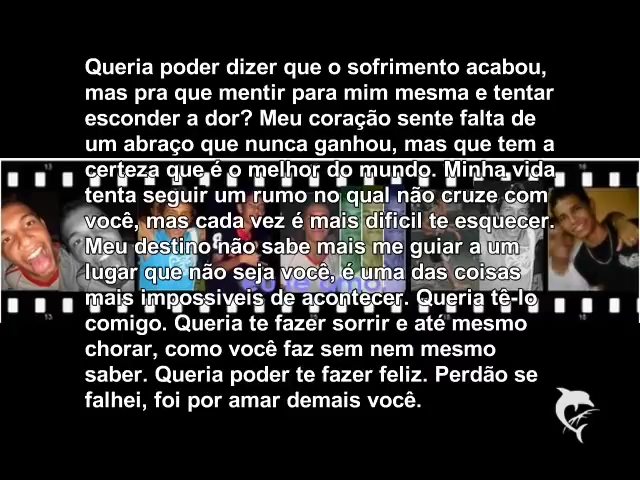 Queria poder dizer que o sofrimento acabou,
mas pra que mentir para mim mesma e tentar
esconder a dor? Meu coração sente falta de
um abraço que nunca ganhou, mas que tem a
certeza que é o melhor do mundo. Minha vida
tenta seguir um rumo no qual não cruze com
você, mas cada vez é mais dificil te esquecer.
Meu destino não sabe mais me guiar a um
lugar que não seja você, é uma das coisas
mais impossiveis de acontecer. Queria tê-lo
comigo. Queria te fazer sorrir e até mesmo
chorar, como você faz sem nem mesmo
saber. Queria poder te fazer feliz. Perdão se
falhei, foi por amar demais você.